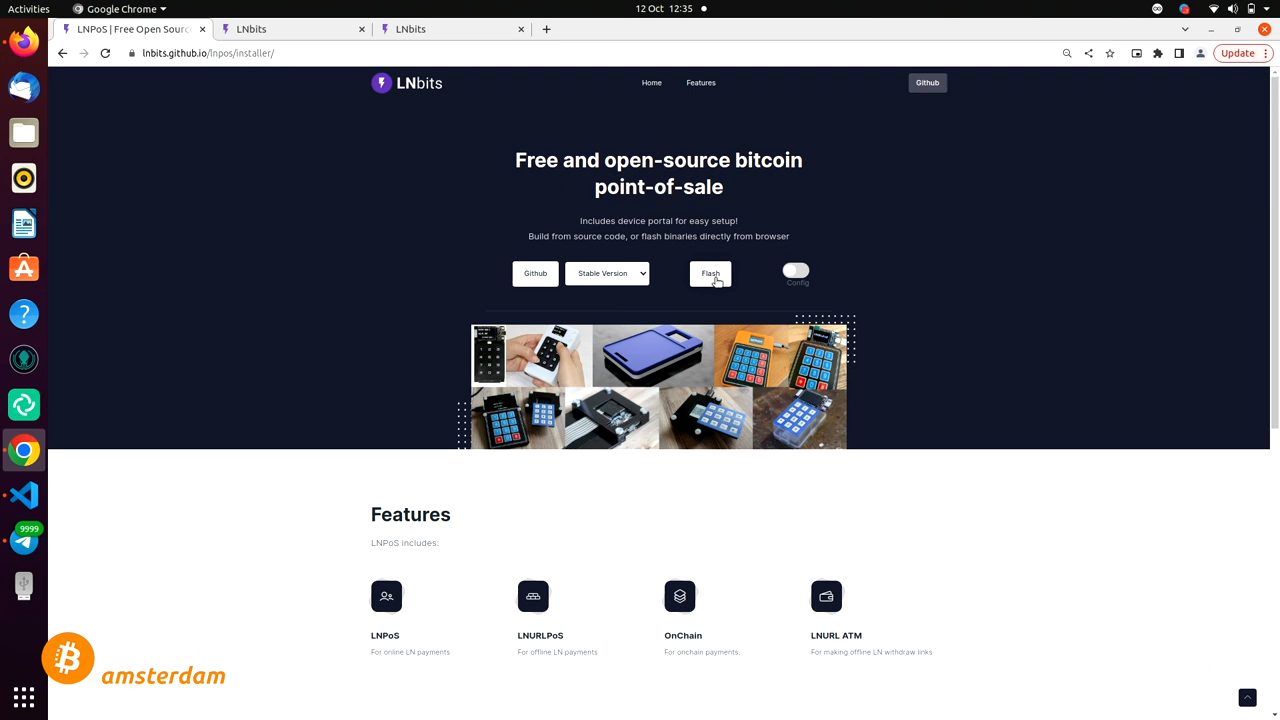 Activities
Google Chrome
12 Oct 12:35
LNPoS | Free Open Sourc
LNbits
LNbits
lnbits.github.io/lnpos/installer/
Update
LNbits
Home
Features
Github
Free and open-source bitcoin
point-of-sale
Includes device portal for easy setup!
Build from source code, or flash binaries directly from browser
Github
Stable Version
Flash
Config
Features
LNPoS includes:
LNPoS
LNURLPoS
OnChain
LNURL ATM
For online LN payments
For offline LN payments
For onchain payments.
For making offline LN withdraw links
9999
amsterdam